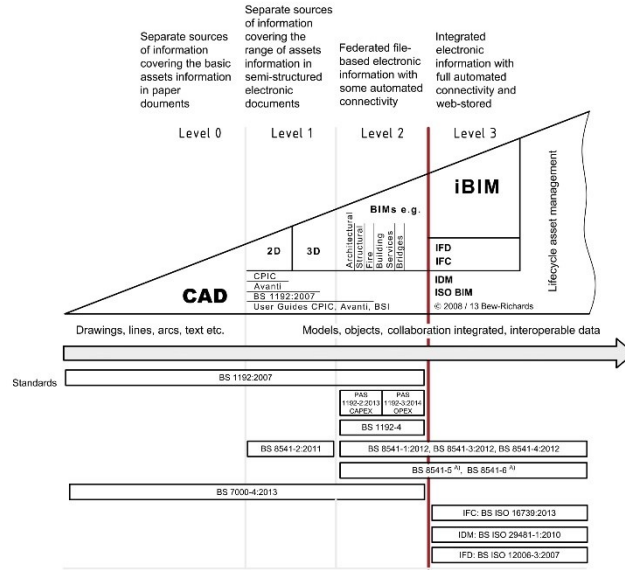 Separate sources
of information
covering the basic
assets information
in paper
douments
Separate sources
of information
covering the
range of assets
information in
semi-structured
electronic
documents
Federated file-
based electronic
information with
some automated
connectivity
Integrated
electronic
information with
full automated
connectivity and
web-stored
Level 0
Level 1
Level 2
Level 3
iBIM
BIMs e.g.
2D
3D
Architectural
Structural
Fire
Building
Services
Bridges
IFD
IFC
Lifecycle asset management
CAD
CPIC
Avanti
BS 1192:2007
User Guides CPIC, Avanti, BSI
IDM
ISO BIM
© 2008 / 13 Bew-Richards
Drawings, lines, arcs, text etc.
Models, objects, collaboration integrated, interoperable data
Standards
BS 1192:2007
PAS
1192-2:2013
CAPEX
PAS
1192-3:2014
OPEX
BS 1192-4
BS 8541-2:2011
BS 8541-1:2012, BS 8541-3:2012, BS 8541-4:2012
BS 8541-5 A), BS 8541-6 A)
BS 7000-4:2013
IFC: BS ISO 16739:2013
IDM: BS ISO 29481-1:2010
IFD: BS ISO 12006-3:2007